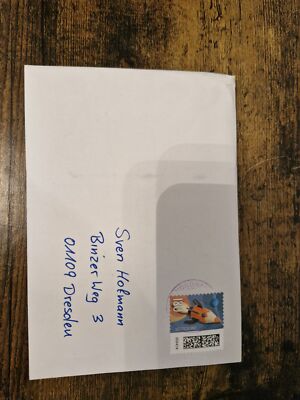 Sven Hofmann
Binzer Weg 3
01109 Dresden